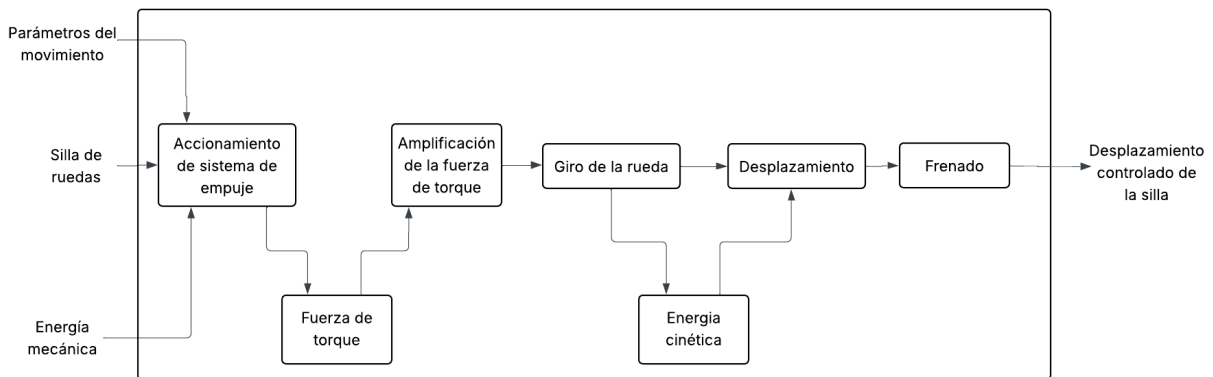 Parámetros del
movimiento
Silla de
ruedas
Energía
mecánica
Accionamiento
de sistema de
empuje
Fuerza de
torque
Amplificación
de la fuerza
de torque
Giro de la rueda
Energia
cinética
Desplazamiento
Frenado
Desplazamiento
controlado de
la silla